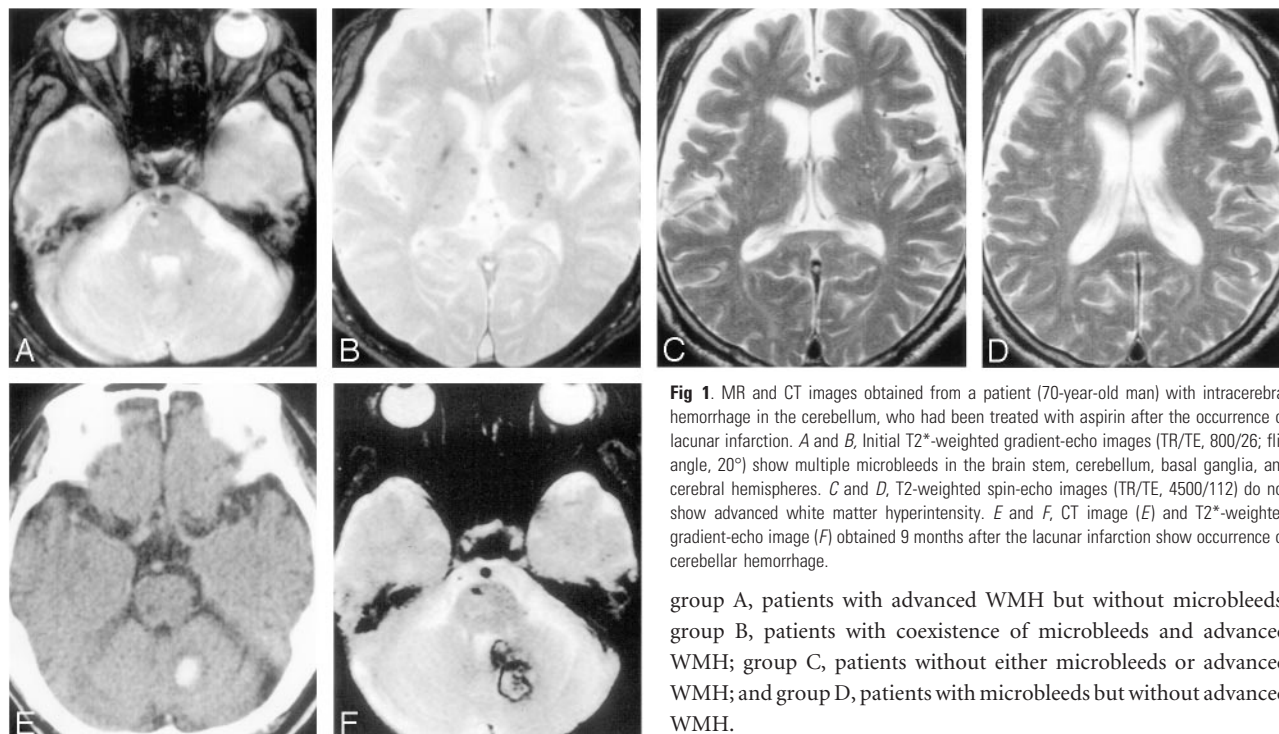 A
B
C
D
E
F
Fig 1. MR and CT images obtained from a patient (70-year-old man) with intracerebra
hemorrhage in the cerebellum, who had been treated with aspirin after the occurrence o
lacunar infarction. A and B, Initial T2*-weighted gradient-echo images (TR/TE, 800/26; fli
angle, 20°) show multiple microbleeds in the brain stem, cerebellum, basal ganglia, an
cerebral hemispheres. C and D, T2-weighted spin-echo images (TR/TE, 4500/112) do no
show advanced white matter hyperintensity. E and F, CT image (E) and T2*-weighte
gradient-echo image (F) obtained 9 months after the lacunar infarction show occurrence o
cerebellar hemorrhage.
group A, patients with advanced WMH but without microbleeds
group B, patients with coexistence of microbleeds and advance
WMH; group C, patients without either microbleeds or advance
WMH; and group D, patients with microbleeds but without advance
WMH.